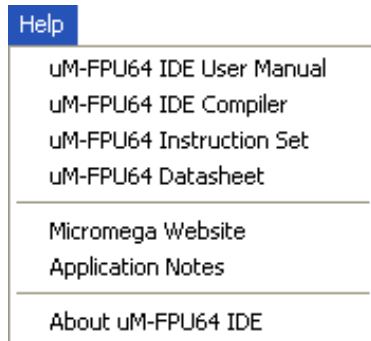 Help
uM-FPU64 IDE User Manual
uM-FPU64 IDE Compiler
uM-FPU64 Instruction Set
uM-FPU64 Datasheet
Micromega Website
Application Notes
About uM-FPU64 IDE